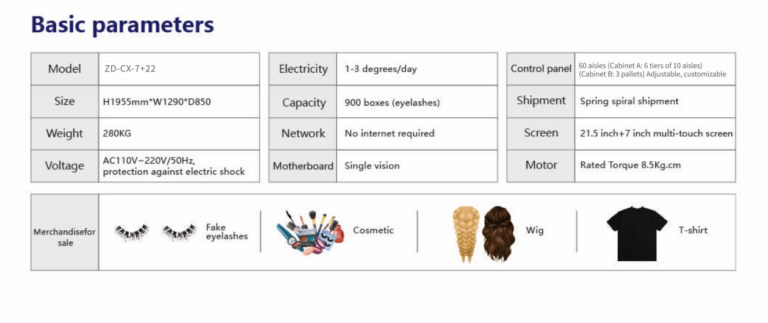 Basic parameters
Model
ZD-CX-7+22
Size
H1955mm*W1290*D850
Weight
280KG
Voltage
AC110V~220V/50Hz,
protection against electric shock
Electricity
1-3 degrees/day
Capacity
900 boxes (eyelashes)
Network
No internet required
Motherboard
Single vision
Control panel
60 aisles (Cabinet A: 6 tiers of 10 aisles)
(Cabinet B: 3 pallets) Adjustable, customizable
Shipment
Spring spiral shipment
Screen
21.5 inch+7 inch multi-touch screen
Motor
Rated Torque 8.5Kg.cm
Merchandisefor
sale
Fake
eyelashes
Cosmetic
Wig
T-shirt